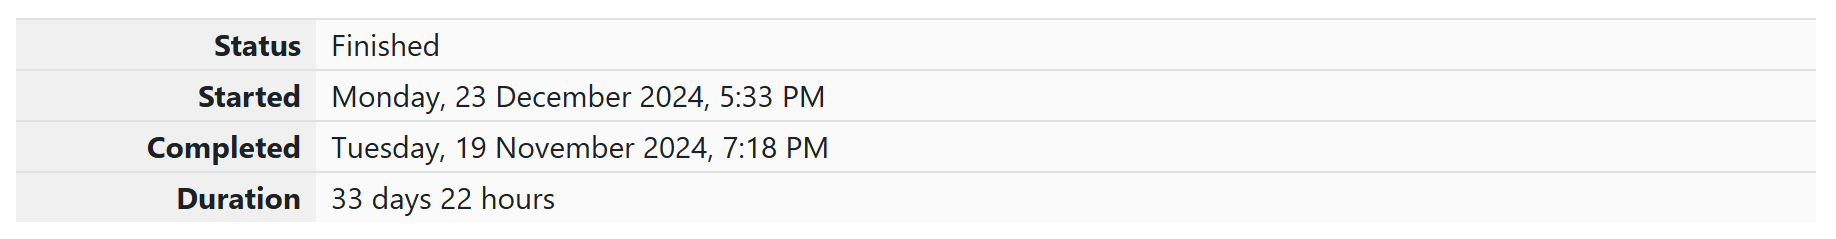 Status Finished
Started Monday, 23 December 2024, 5:33 PM
Completed Tuesday, 19 November 2024, 7:18 PM
Duration 33 days 22 hours